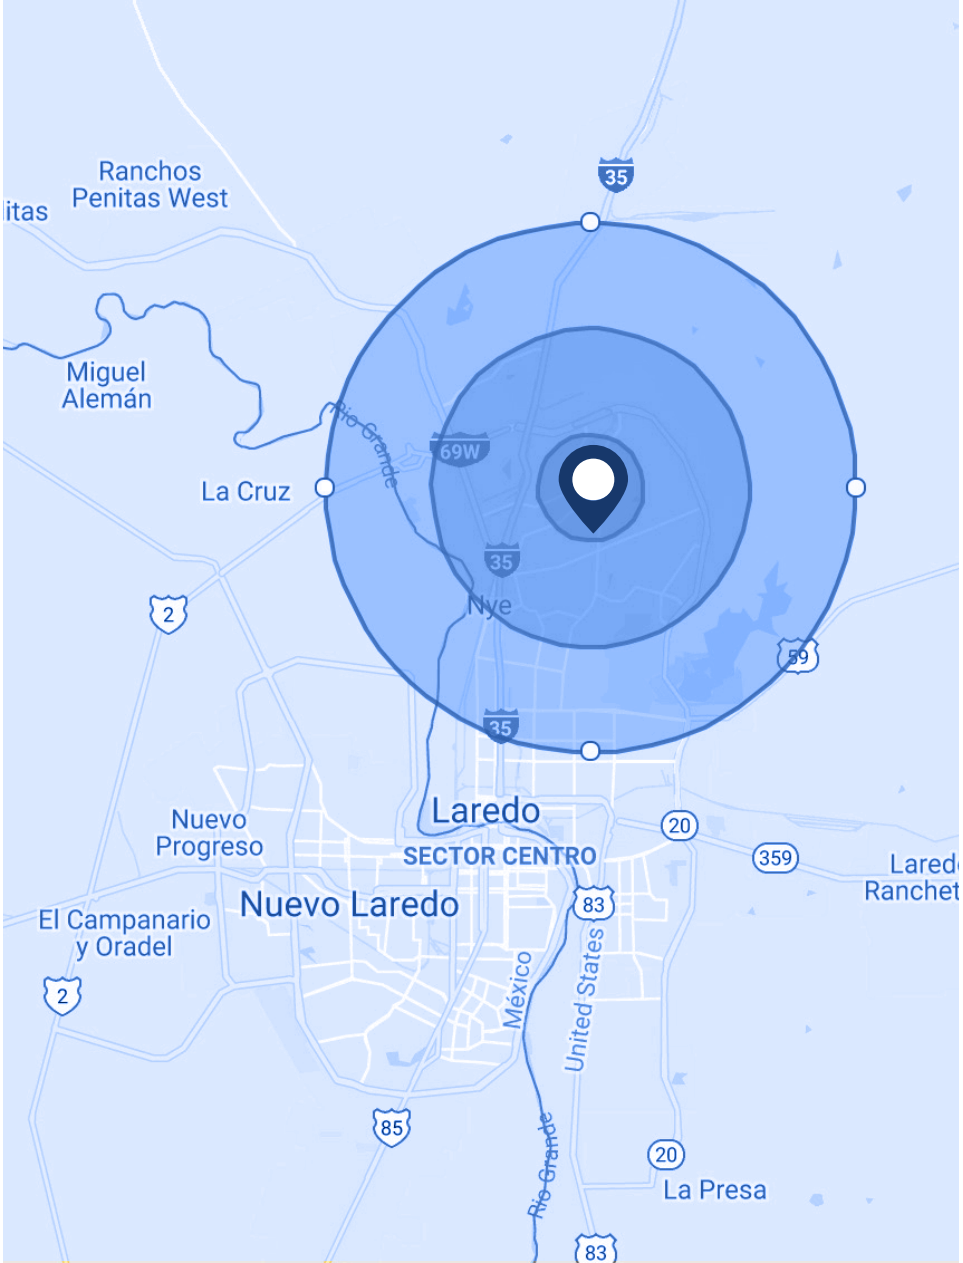 35
Ranchos
Penitas West
itas
Miguel
Alemán
Rio Grande
69W
La Cruz
35
Nye
2
59
35
Laredo
Nuevo
Progreso
20
SECTOR CENTRO
359
Laredo
Ranchet
Nuevo Laredo
83
El Campanario
y Oradel
México
United States
2
85
Rio Grande
20
La Presa
83